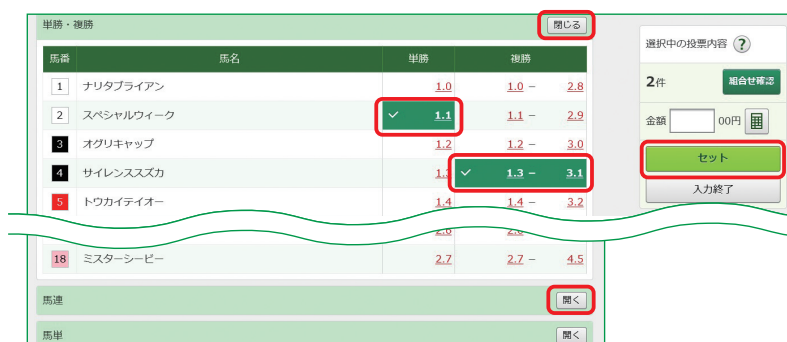 単勝・複勝 閉じる
馬番 馬名 単勝 複勝
1 ナリタブライアン 1.0 1.0 − 2.8
2 スペシャルウィーク ✓ 1.1 1.1 − 2.9
3 オグリキャップ 1.2 1.2 − 3.0
4 サイレンススズカ ✓ 1.3 − 3.1
5 トウカイテイオー 1.4 1.4 − 3.2
18 ミスターシービー 2.7 2.7 − 4.5
馬連 開く
馬単 開く
選択中の投票内容 ?
2件 組合せ確認
金額 00円
セット
入力終了